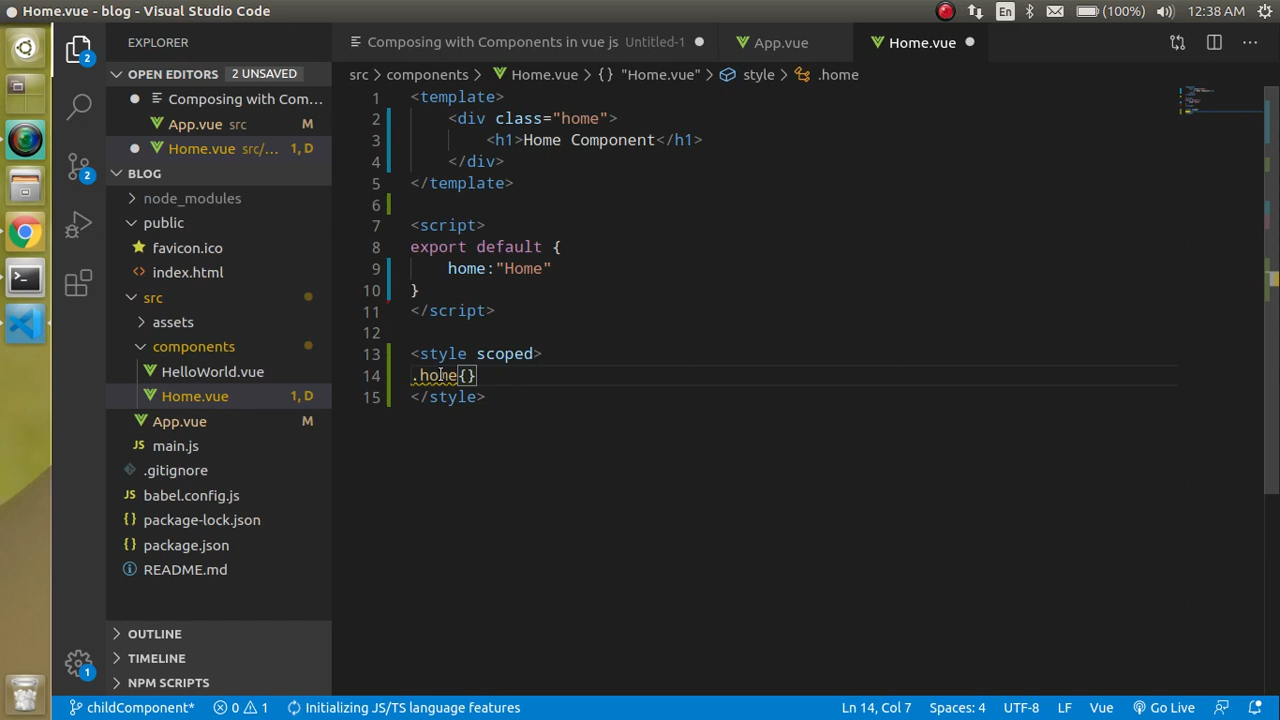 Home.vue - blog - Visual Studio Code
En
(100%)
12:38 AM
EXPLORER
Composing with Components in vue js Untitled-1
App.vue
Home.vue
2
OPEN EDITORS 2 UNSAVED
src > components > Home.vue > {} "Home.vue" > style > .home
Composing with Com...
App.vue src M
Home.vue src/... 1, D
BLOG
node_modules
public
favicon.ico
index.html
src
assets
components
HelloWorld.vue
Home.vue 1, D
App.vue M
main.js
.gitignore
babel.config.js
package-lock.json
package.json
README.md
OUTLINE
TIMELINE
NPM SCRIPTS
2
1
1 <template>
2 <div class="home">
3 <h1>Home Component</h1>
4 </div>
5 </template>
6
7 <script>
8 export default {
9 home:"Home"
10 }
11 </script>
12
13 <style scoped>
14 .home{}
15 </style>
childComponent* 0 1 Initializing JS/TS language features Ln 14, Col 7 Spaces: 4 UTF-8 LF Vue Go Live